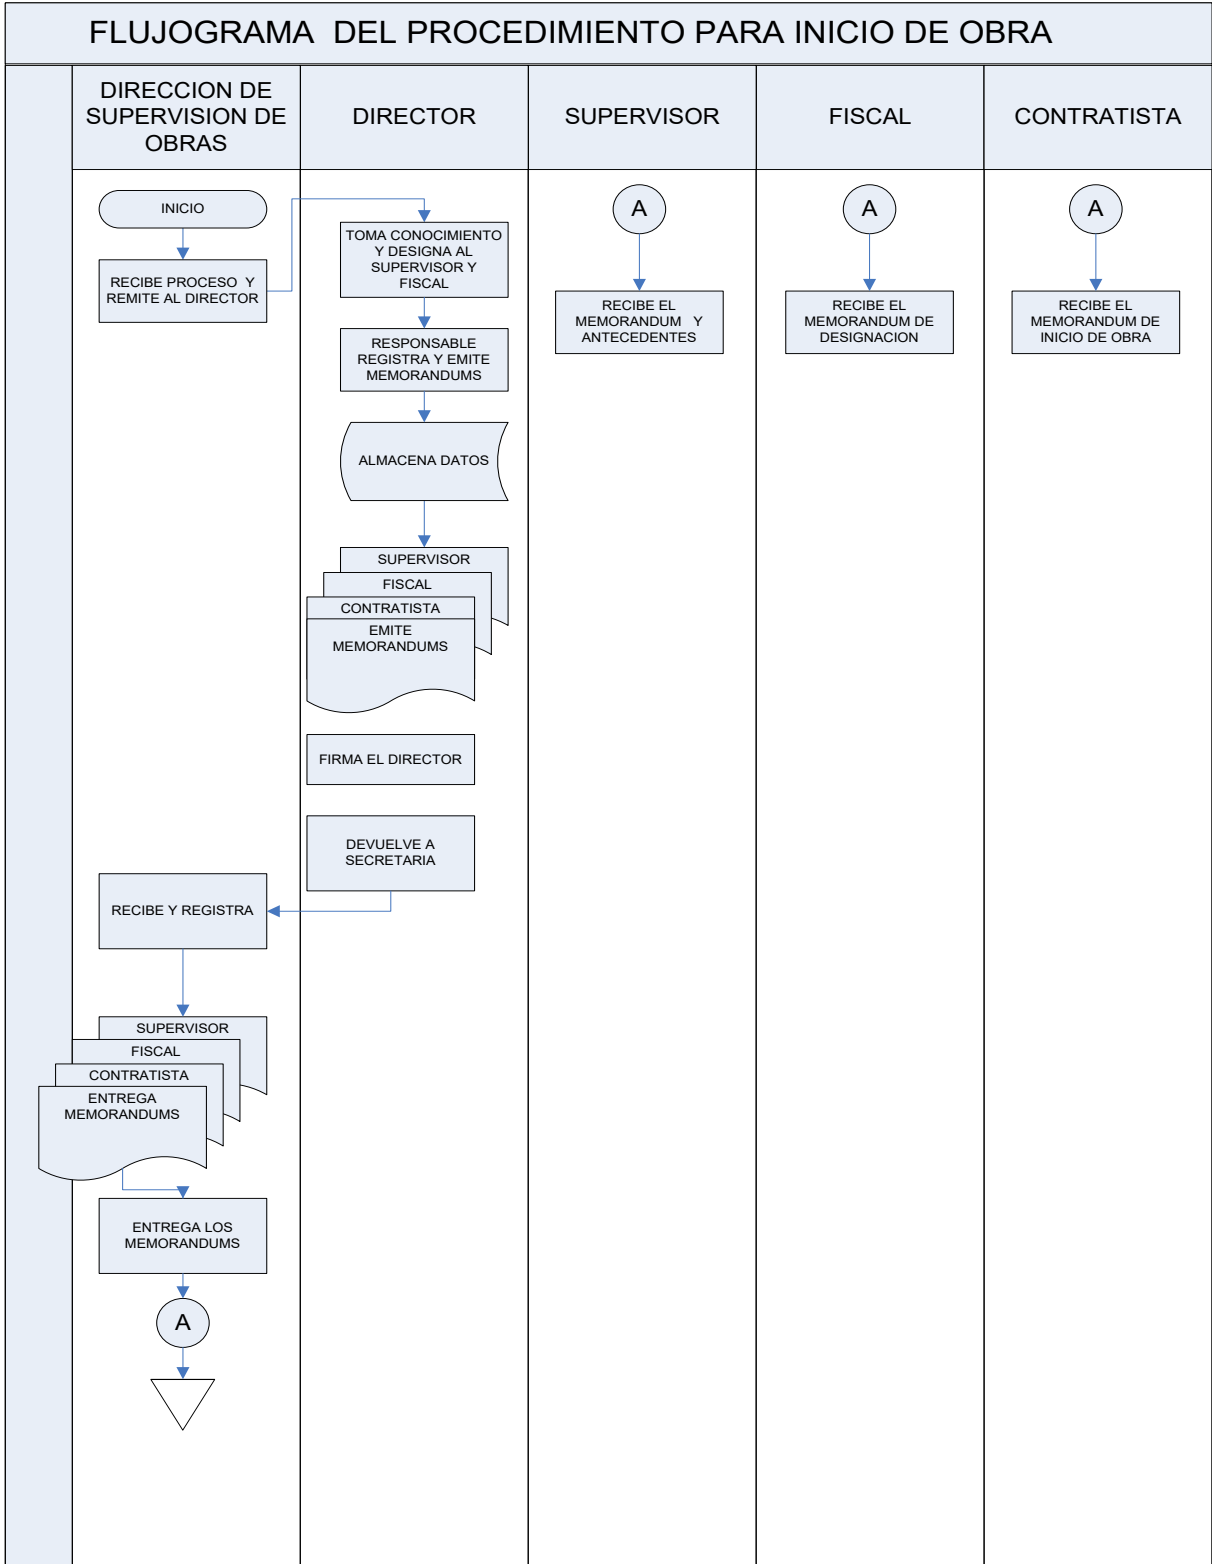 FLUJOGRAMA DEL PROCEDIMIENTO PARA INICIO DE OBRA
DIRECCION DE
SUPERVISION DE
OBRAS
DIRECTOR
SUPERVISOR
FISCAL
CONTRATISTA
INICIO
RECIBE PROCESO Y
REMITE AL DIRECTOR
TOMA CONOCIMIENTO
Y DESIGNA AL
SUPERVISOR Y
FISCAL
RESPONSABLE
REGISTRA Y EMITE
MEMORANDUMS
ALMACENA DATOS
SUPERVISOR
FISCAL
CONTRATISTA
EMITE
MEMORANDUMS
FIRMA EL DIRECTOR
DEVUELVE A
SECRETARIA
RECIBE Y REGISTRA
SUPERVISOR
FISCAL
CONTRATISTA
ENTREGA
MEMORANDUMS
ENTREGA LOS
MEMORANDUMS
A
A
RECIBE EL
MEMORANDUM Y
ANTECEDENTES
A
RECIBE EL
MEMORANDUM DE
DESIGNACION
A
RECIBE EL
MEMORANDUM DE
INICIO DE OBRA